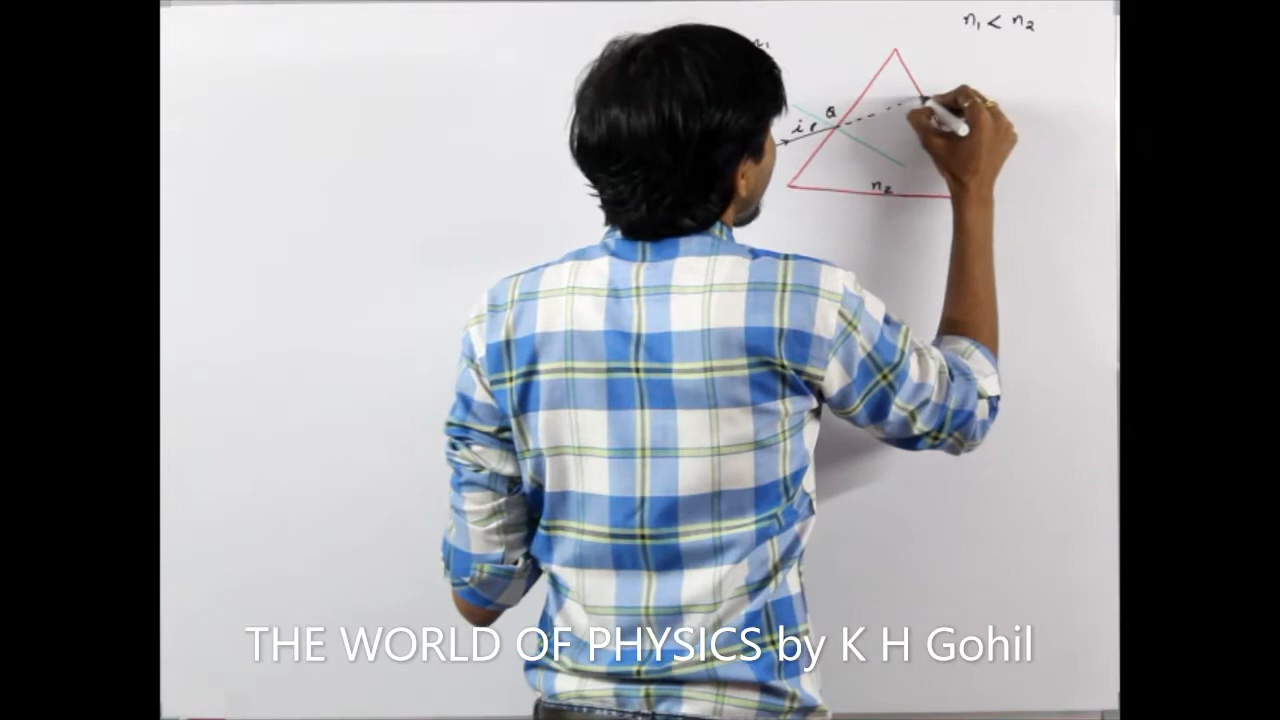 n₁ < n₂
Q
i
n₂
THE WORLD OF PHYSICS by K H Gohil